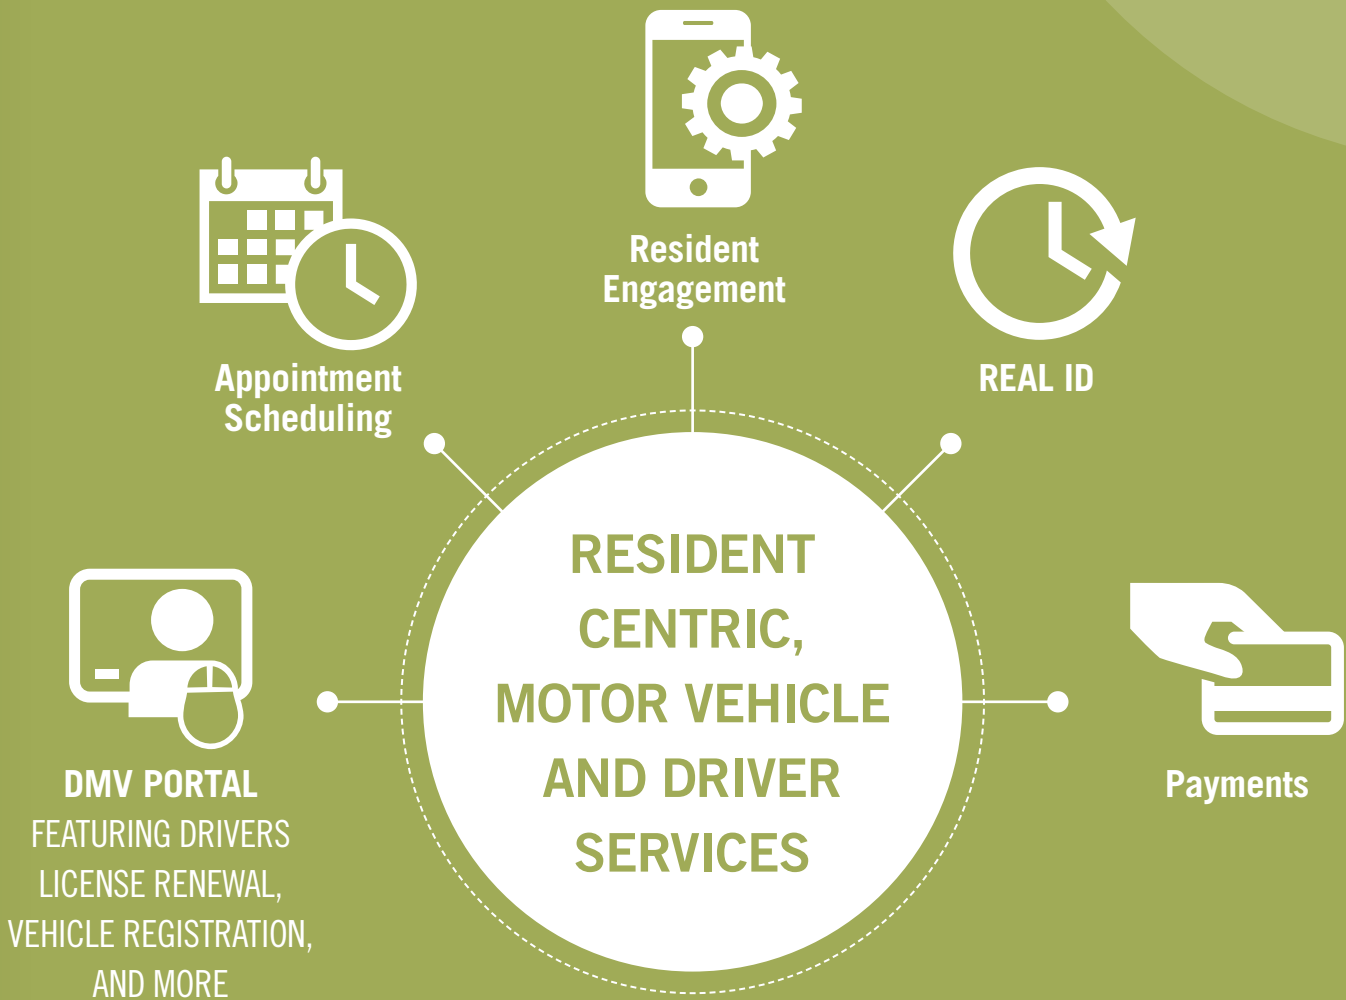 Resident
Engagement
Appointment
Scheduling
REAL ID
RESIDENT
CENTRIC,
MOTOR VEHICLE
AND DRIVER
SERVICES
DMV PORTAL
FEATURING DRIVERS
LICENSE RENEWAL,
VEHICLE REGISTRATION,
AND MORE
Payments